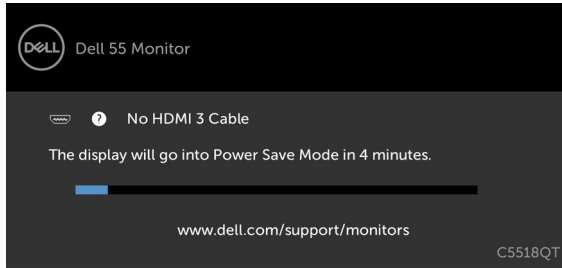 DELL
Dell 55 Monitor
? No HDMI 3 Cable
The display will go into Power Save Mode in 4 minutes.
www.dell.com/support/monitors
C5518QT